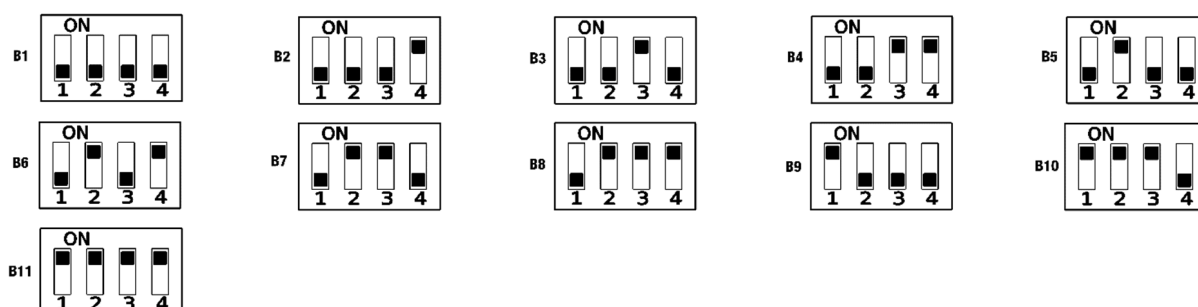 ON ON ON ON ON
B1 B2 B3 B4 B5
1 2 3 4 1 2 3 4 1 2 3 4 1 2 3 4 1 2 3 4
ON ON ON ON ON
B6 B7 B8 B9 B10
1 2 3 4 1 2 3 4 1 2 3 4 1 2 3 4 1 2 3 4
ON
B11
1 2 3 4